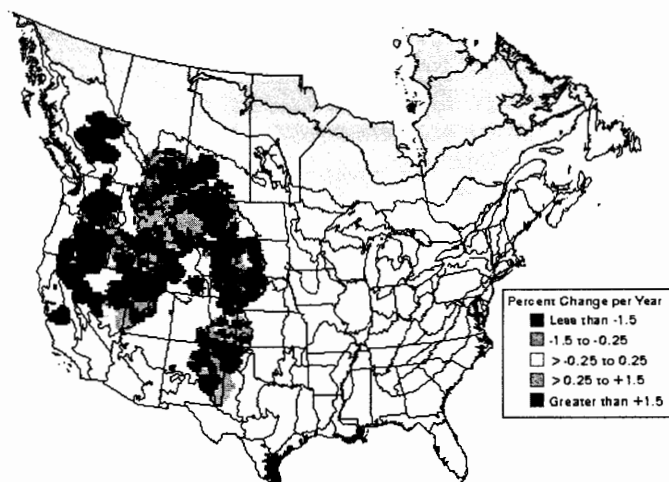 Percent Change per Year
Less than -1.5
-1.5 to -0.25
> -0.25 to 0.25
> 0.25 to +1.5
Greater than +1.5